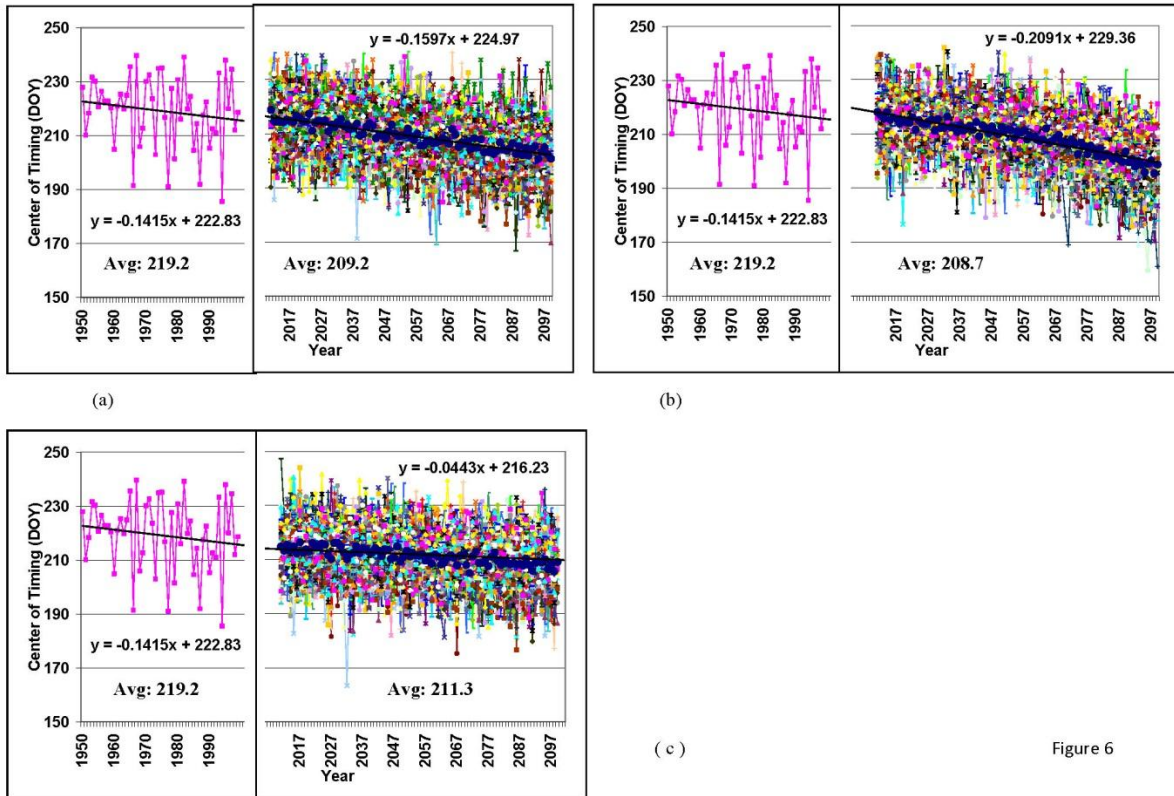 250
230
210
190
170
150
Center of Timing (DOY)
y = -0.1415x + 222.83
Avg: 219.2
1950
1960
1970
1980
1990
y = -0.1597x + 224.97
Avg: 209.2
2017
2027
2037
2047
2057
2067
2077
2087
2097
Year
(a)
250
230
210
190
170
150
Center of Timing (DOY)
y = -0.1415x + 222.83
Avg: 219.2
1950
1960
1970
1980
1990
y = -0.2091x + 229.36
Avg: 208.7
2017
2027
2037
2047
2057
2067
2077
2087
2097
Year
(b)
250
230
210
190
170
150
Center of Timing (DOY)
y = -0.1415x + 222.83
Avg: 219.2
1950
1960
1970
1980
1990
y = -0.0443x + 216.23
Avg: 211.3
2017
2027
2037
2047
2057
2067
2077
2087
2097
Year
( c )
Figure 6